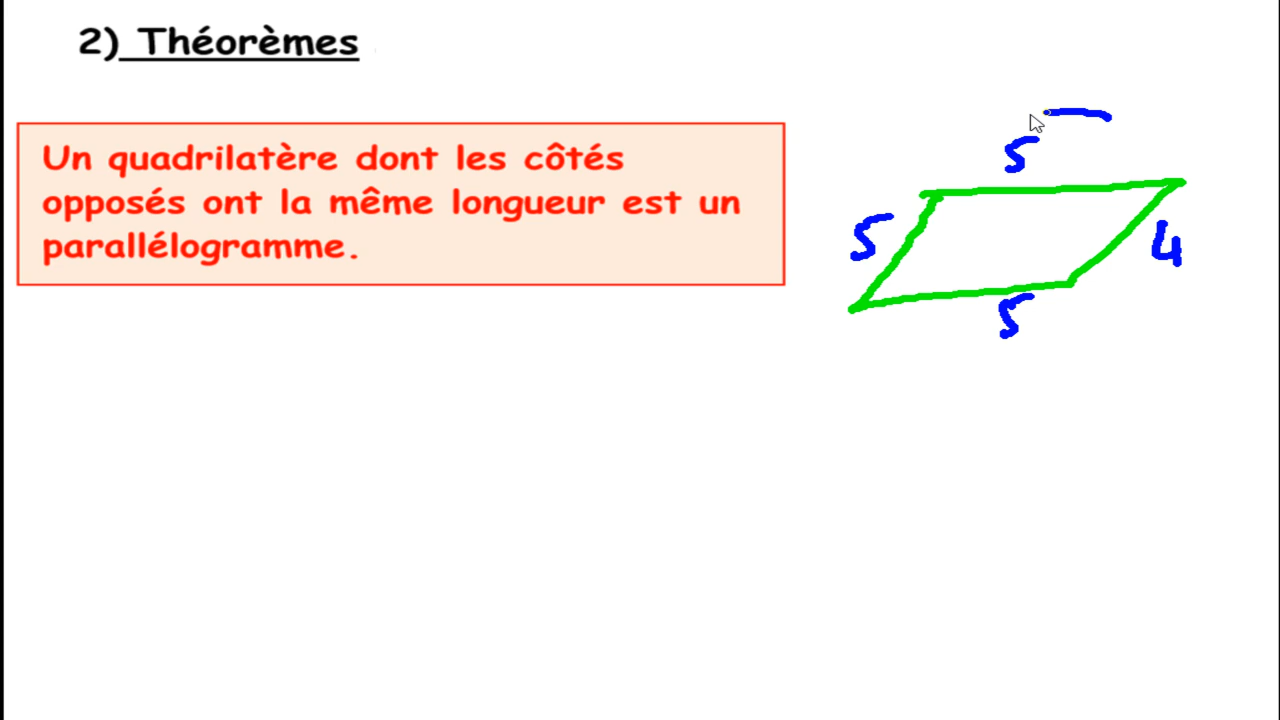 2) Théorèmes
Un quadrilatère dont les côtés
opposés ont la même longueur est un
parallélogramme.
5
5
4
5